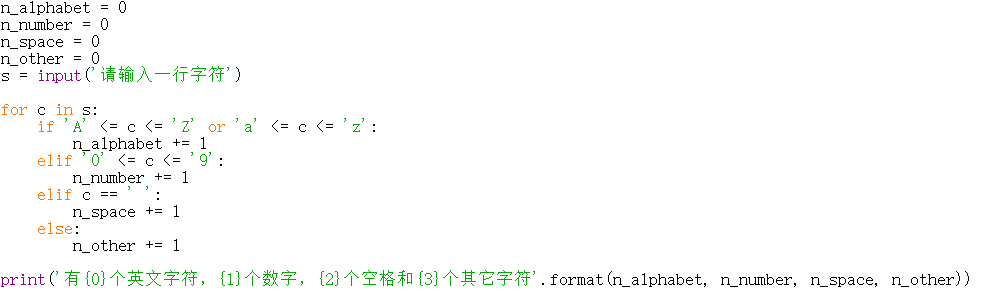 n_alphabet = 0
n_number = 0
n_space = 0
n_other = 0
s = input('请输入一行字符')
for c in s:
    if 'A' <= c <= 'Z' or 'a' <= c <= 'z':
        n_alphabet += 1
    elif '0' <= c <= '9':
        n_number += 1
    elif c == ' ':
        n_space += 1
    else:
        n_other += 1
print('有{0}个英文字符，{1}个数字，{2}个空格和{3}个其它字符'.format(n_alphabet, n_number, n_space, n_other))